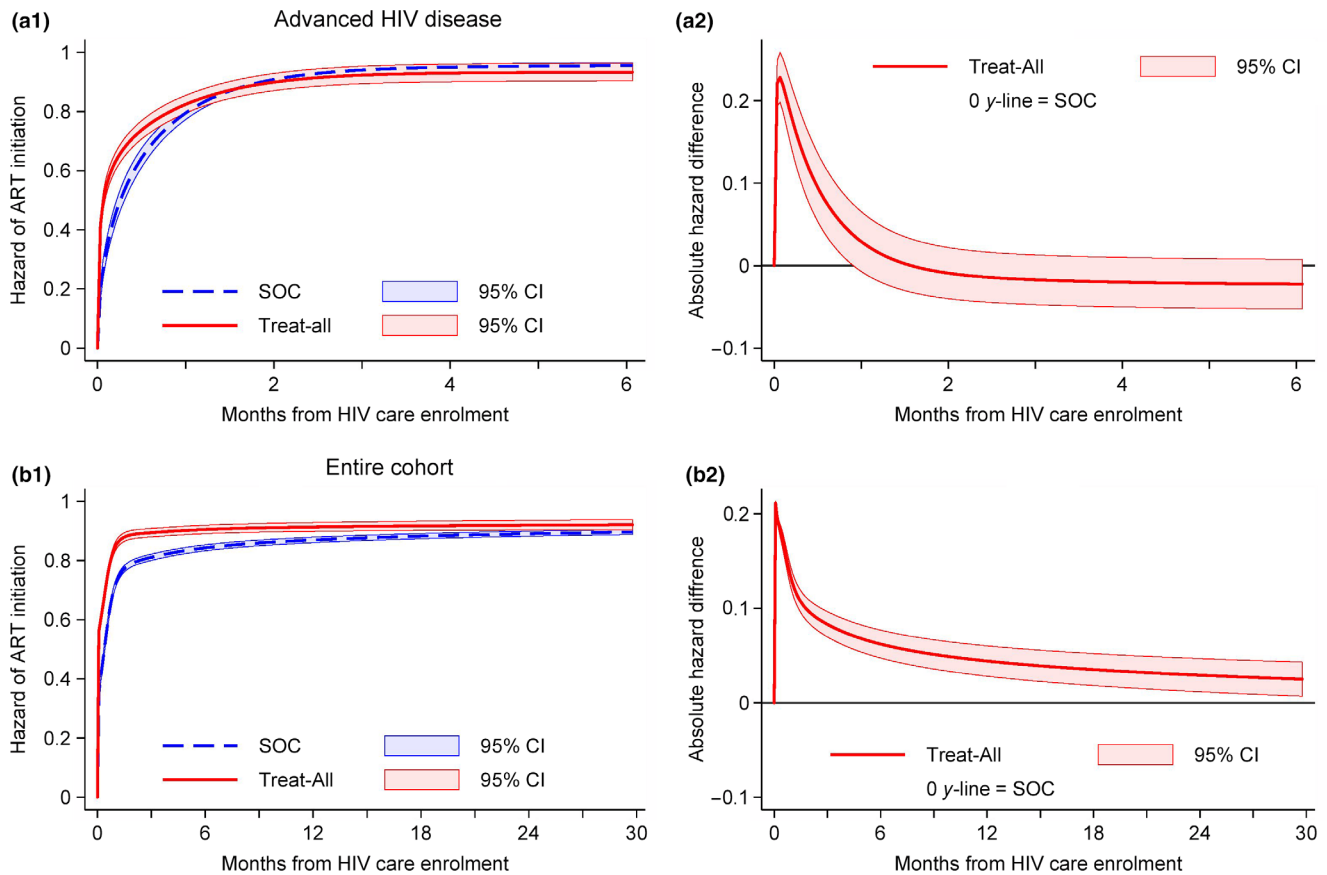 (a1)
Advanced HIV disease
Hazard of ART initiation
1
0.8
0.6
0.4
0.2
0
SOC 95% CI
Treat-all 95% CI
0 2 4 6
Months from HIV care enrolment
(a2)
Absolute hazard difference
0.2
0.1
0
−0.1
Treat-All 95% CI
0 y-line = SOC
0 2 4 6
Months from HIV care enrolment
(b1)
Entire cohort
Hazard of ART initiation
1
0.8
0.6
0.4
0.2
0
SOC 95% CI
Treat-All 95% CI
0 6 12 18 24 30
Months from HIV care enrolment
(b2)
Absolute hazard diffrence
0.2
0.1
0
−0.1
Treat-All 95% CI
0 y-line = SOC
0 6 12 18 24 30
Months from HIV care enrolment